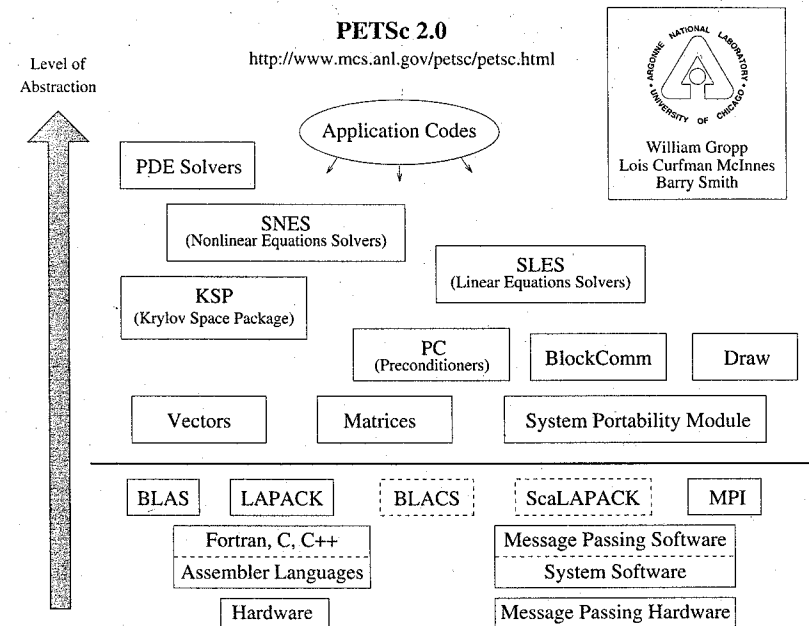 PETSc 2.0
http://www.mcs.anl.gov/petsc/petsc.html
Level of
Abstraction
ARGONNE NATIONAL LABORATORY
UNIVERSITY OF CHICAGO
William Gropp
Lois Curfman McInnes
Barry Smith
Application Codes
PDE Solvers
SNES
(Nonlinear Equations Solvers)
SLES
(Linear Equations Solvers)
KSP
(Krylov Space Package)
PC
(Preconditioners)
BlockComm
Draw
Vectors
Matrices
System Portability Module
BLAS
LAPACK
BLACS
ScaLAPACK
MPI
Fortran, C, C++
Assembler Languages
Message Passing Software
System Software
Hardware
Message Passing Hardware